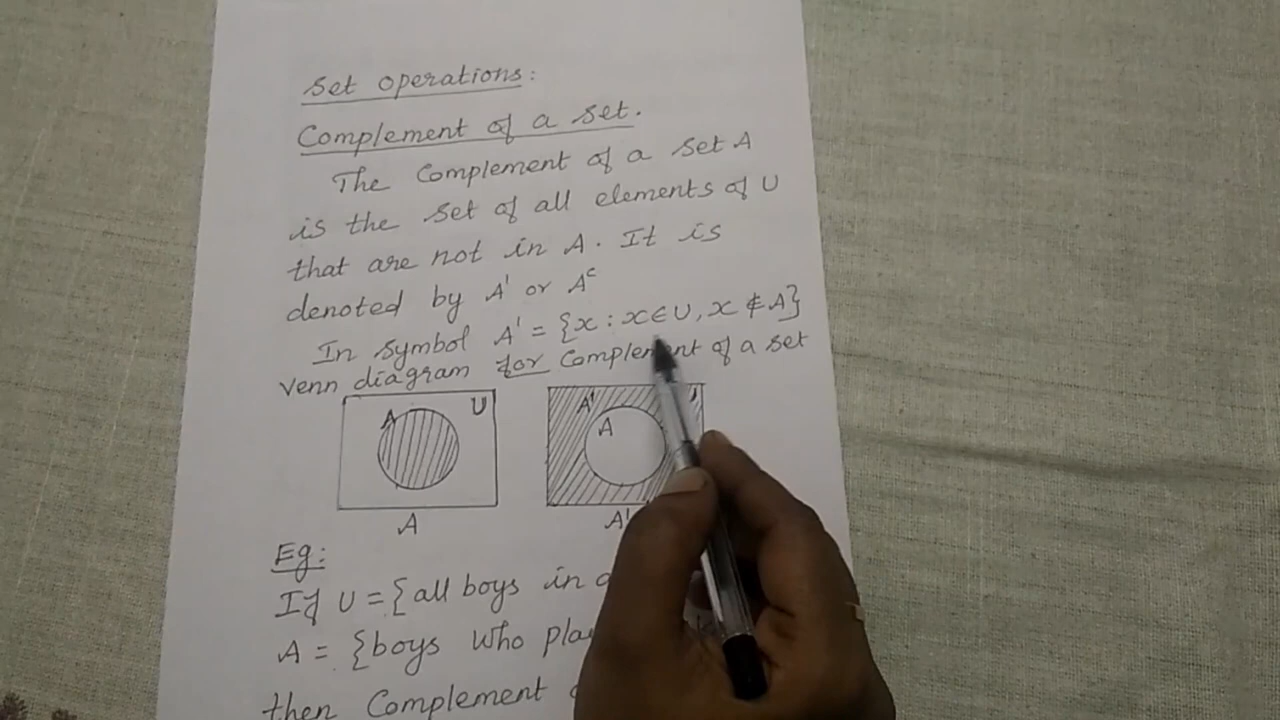 Set operations:
Complement of a set.
The Complement of a set A
is the set of all elements of U
that are not in A. It is
denoted by A' or Aᶜ
In symbol A' = {x : x ∈ U, x ∉ A}
Venn diagram for Complement of a set
A U
A' A
A A'
Eg:
If U = {all boys in
A = {boys who
then Complement